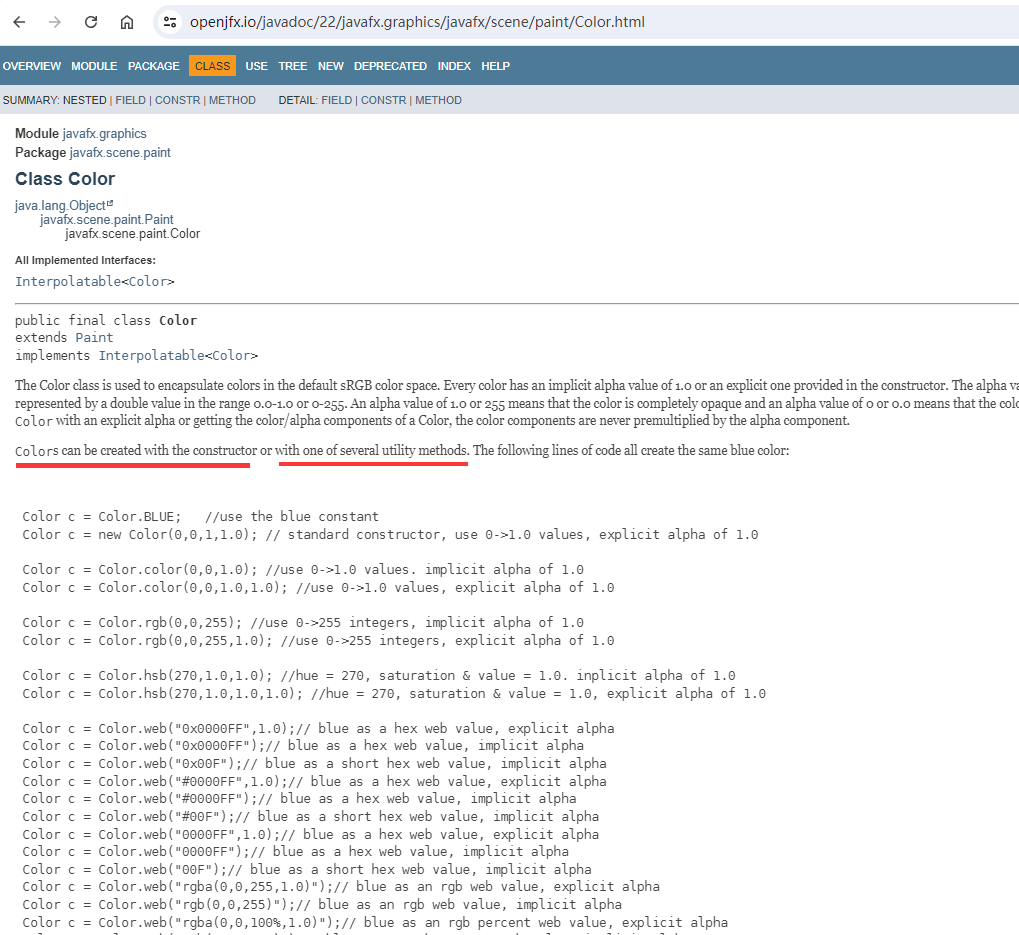 openjfx.io/javadoc/22/javafx.graphics/javafx/scene/paint/Color.html
OVERVIEW MODULE PACKAGE CLASS USE TREE NEW DEPRECATED INDEX HELP
SUMMARY: NESTED | FIELD | CONSTR | METHOD DETAIL: FIELD | CONSTR | METHOD
Module javafx.graphics
Package javafx.scene.paint
Class Color
java.lang.Object
javafx.scene.paint.Paint
javafx.scene.paint.Color
All Implemented Interfaces:
Interpolatable<Color>
public final class Color
extends Paint
implements Interpolatable<Color>
The Color class is used to encapsulate colors in the default sRGB color space. Every color has an implicit alpha value of 1.0 or an explicit one provided in the constructor. The alpha
represented by a double value in the range 0.0-1.0 or 0-255. An alpha value of 1.0 or 255 means that the color is completely opaque and an alpha value of 0 or 0.0 means that the
Color with an explicit alpha or getting the color/alpha components of a Color, the color components are never premultiplied by the alpha component.
Colors can be created with the constructor or with one of several utility methods. The following lines of code all create the same blue color:
Color c = Color.BLUE;   //use the blue constant
Color c = new Color(0,0,1,1.0); // standard constructor, use 0->1.0 values, explicit alpha of 1.0
Color c = Color.color(0,0,1.0); //use 0->1.0 values. implicit alpha of 1.0
Color c = Color.color(0,0,1.0,1.0); //use 0->1.0 values, explicit alpha of 1.0
Color c = Color.rgb(0,0,255); //use 0->255 integers, implicit alpha of 1.0
Color c = Color.rgb(0,0,255,1.0); //use 0->255 integers, explicit alpha of 1.0
Color c = Color.hsb(270,1.0,1.0); //hue = 270, saturation & value = 1.0. inplicit alpha of 1.0
Color c = Color.hsb(270,1.0,1.0,1.0); //hue = 270, saturation & value = 1.0, explicit alpha of 1.0
Color c = Color.web("0x0000FF",1.0);// blue as a hex web value, explicit alpha
Color c = Color.web("0x0000FF");// blue as a hex web value, implicit alpha
Color c = Color.web("0x00F");// blue as a short hex web value, implicit alpha
Color c = Color.web("#0000FF",1.0);// blue as a hex web value, explicit alpha
Color c = Color.web("#0000FF");// blue as a hex web value, implicit alpha
Color c = Color.web("#00F");// blue as a short hex web value, implicit alpha
Color c = Color.web("0000FF",1.0);// blue as a hex web value, explicit alpha
Color c = Color.web("0000FF");// blue as a hex web value, implicit alpha
Color c = Color.web("00F");// blue as a short hex web value, implicit alpha
Color c = Color.web("rgba(0,0,255,1.0)");// blue as an rgb web value, explicit alpha
Color c = Color.web("rgb(0,0,255)");// blue as an rgb web value, implicit alpha
Color c = Color.web("rgba(0,0,100%,1.0)");// blue as an rgb percent web value, explicit alpha